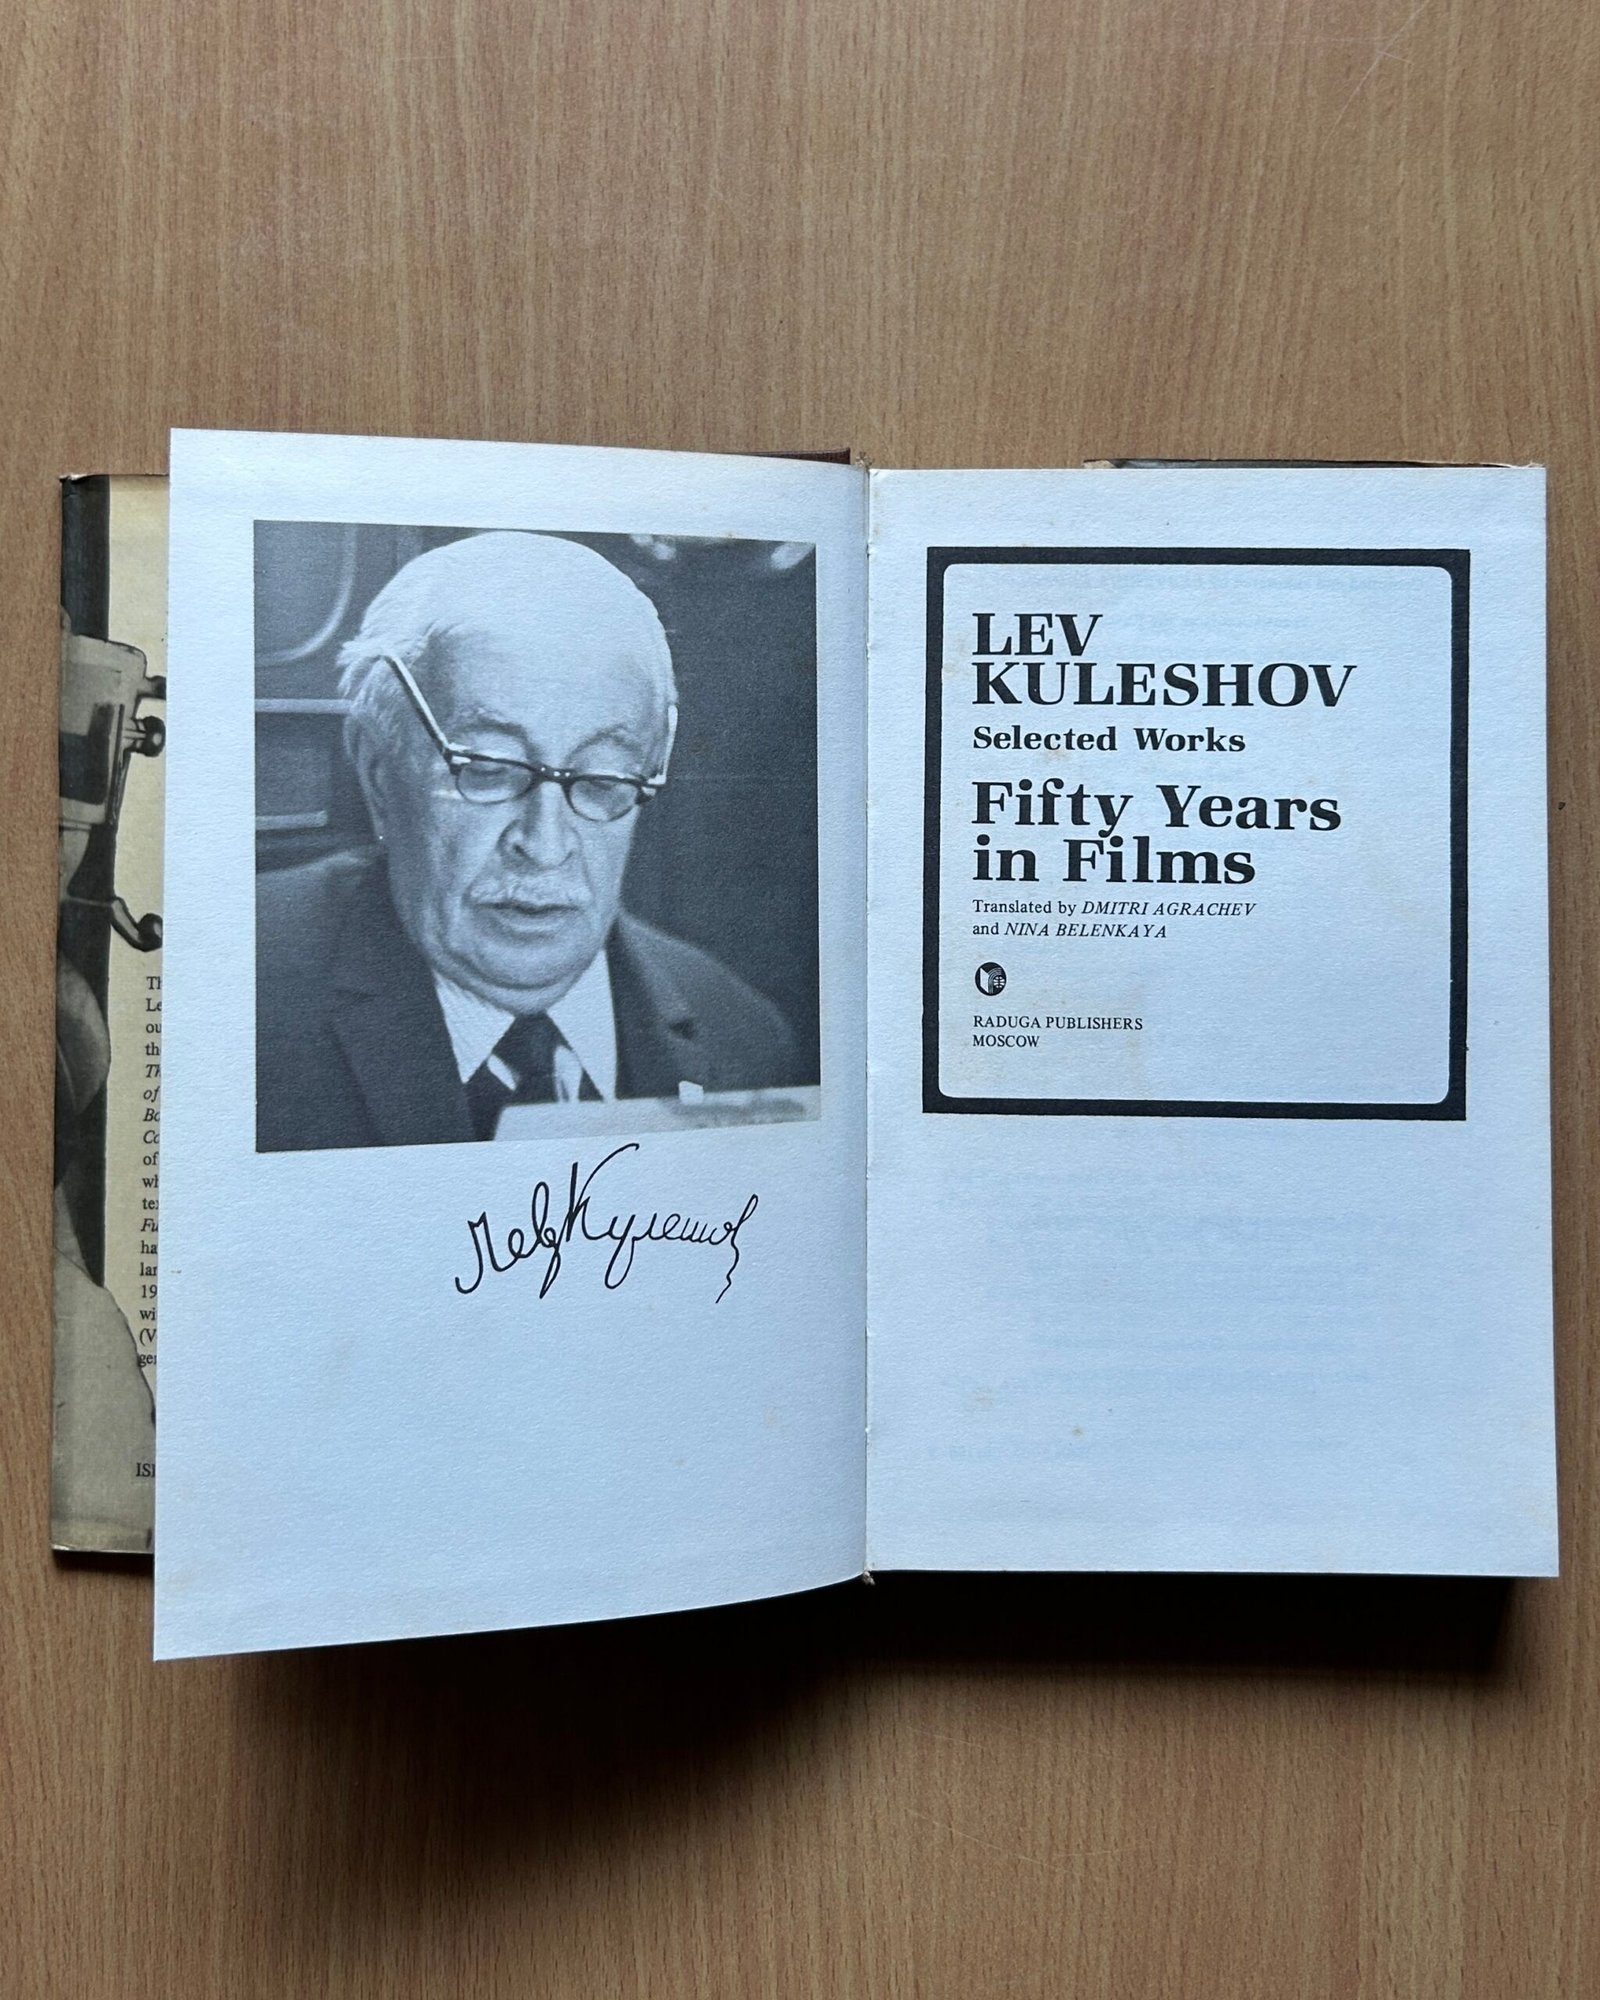 Лев Кулешов
LEV
KULESHOV
Selected Works
Fifty Years
in Films
Translated by DMITRI AGRACHEV
and NINA BELENKAYA
RADUGA PUBLISHERS
MOSCOW